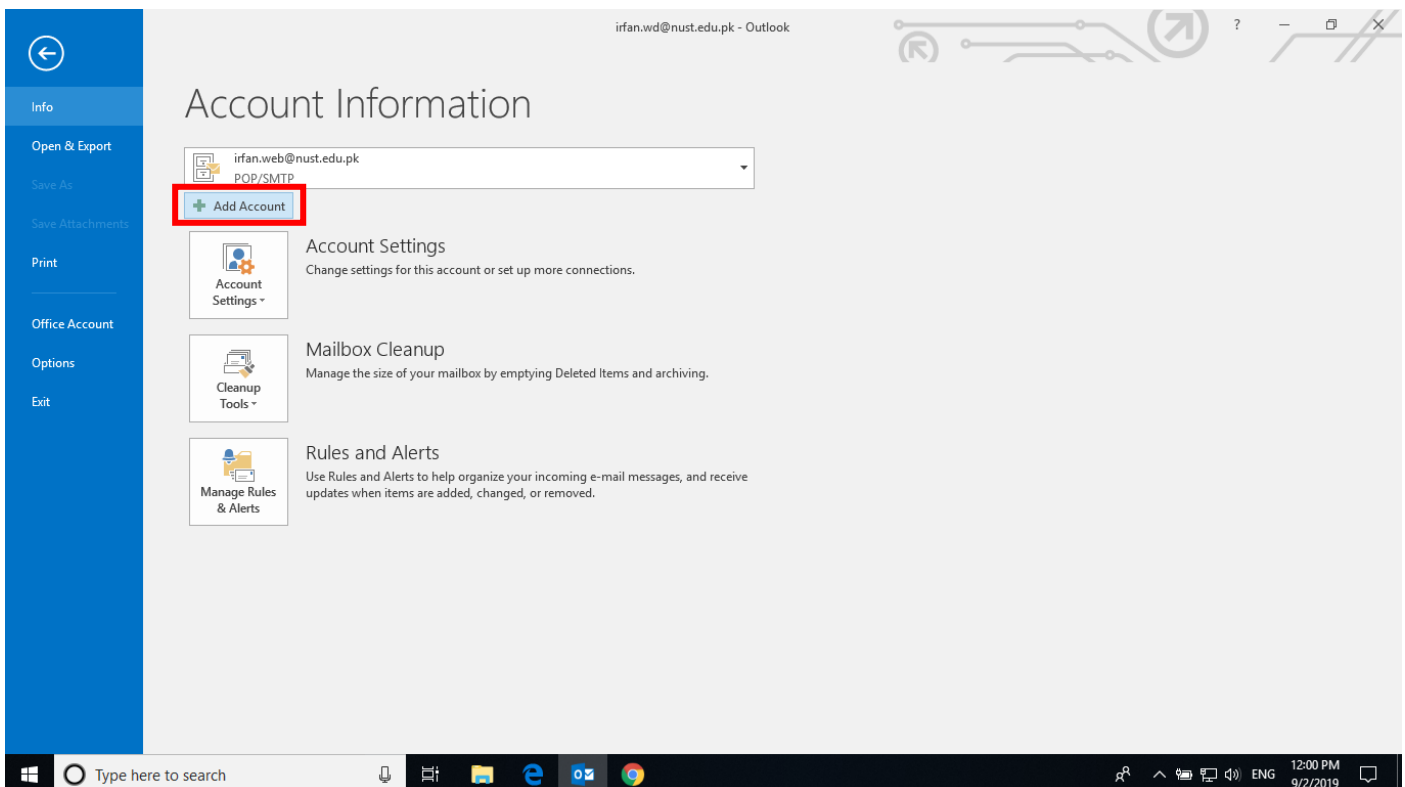 irfan.wd@nust.edu.pk - Outlook
?
Info
Open & Export
Save As
Save Attachments
Print
Office Account
Options
Exit
Account Information
irfan.web@nust.edu.pk
POP/SMTP
Add Account
Account
Settings
Account Settings
Change settings for this account or set up more connections.
Cleanup
Tools
Mailbox Cleanup
Manage the size of your mailbox by emptying Deleted Items and archiving.
Manage Rules
& Alerts
Rules and Alerts
Use Rules and Alerts to help organize your incoming e-mail messages, and receive
updates when items are added, changed, or removed.
Type here to search
ENG
12:00 PM
9/2/2019